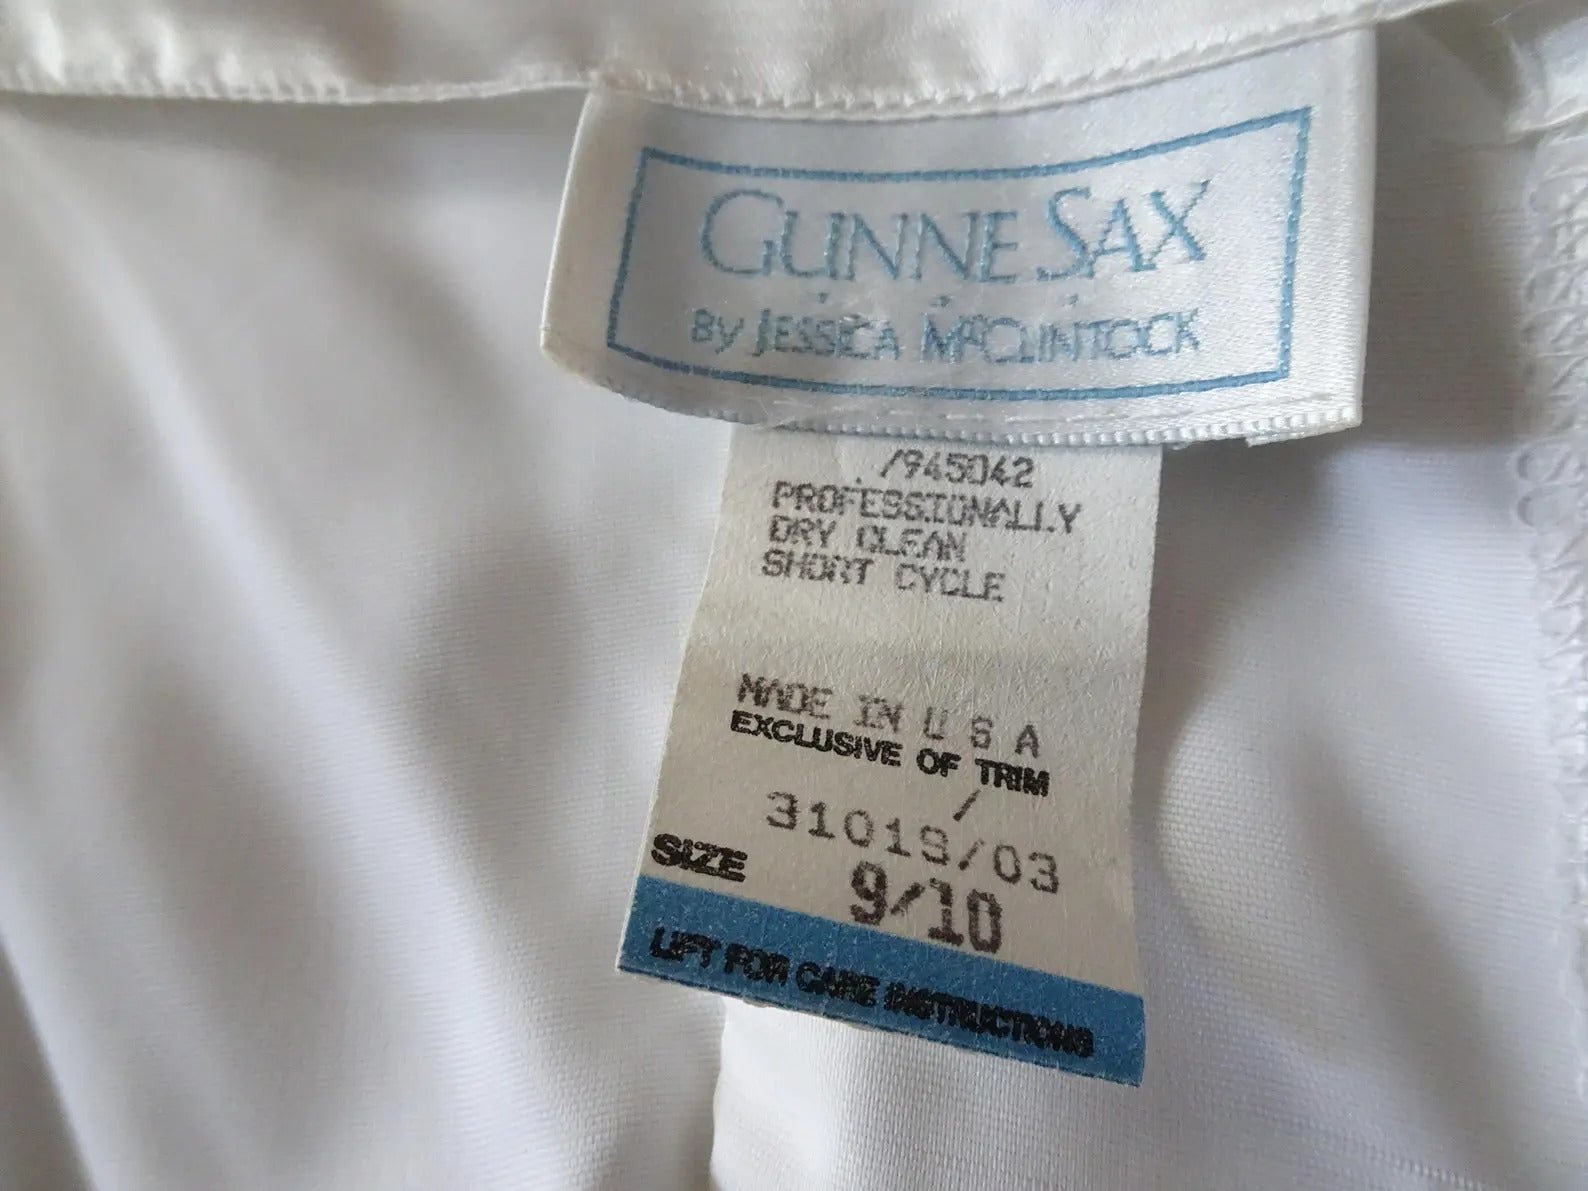 GUNNE SAX
BY JESSICA McCLINTOCK
/945042
PROFESSIONALLY
DRY CLEAN
SHORT CYCLE
MADE IN U S A
EXCLUSIVE OF TRIM
/
31019/03
SIZE 9/10
LIFT FOR CARE INSTRUCTIONS